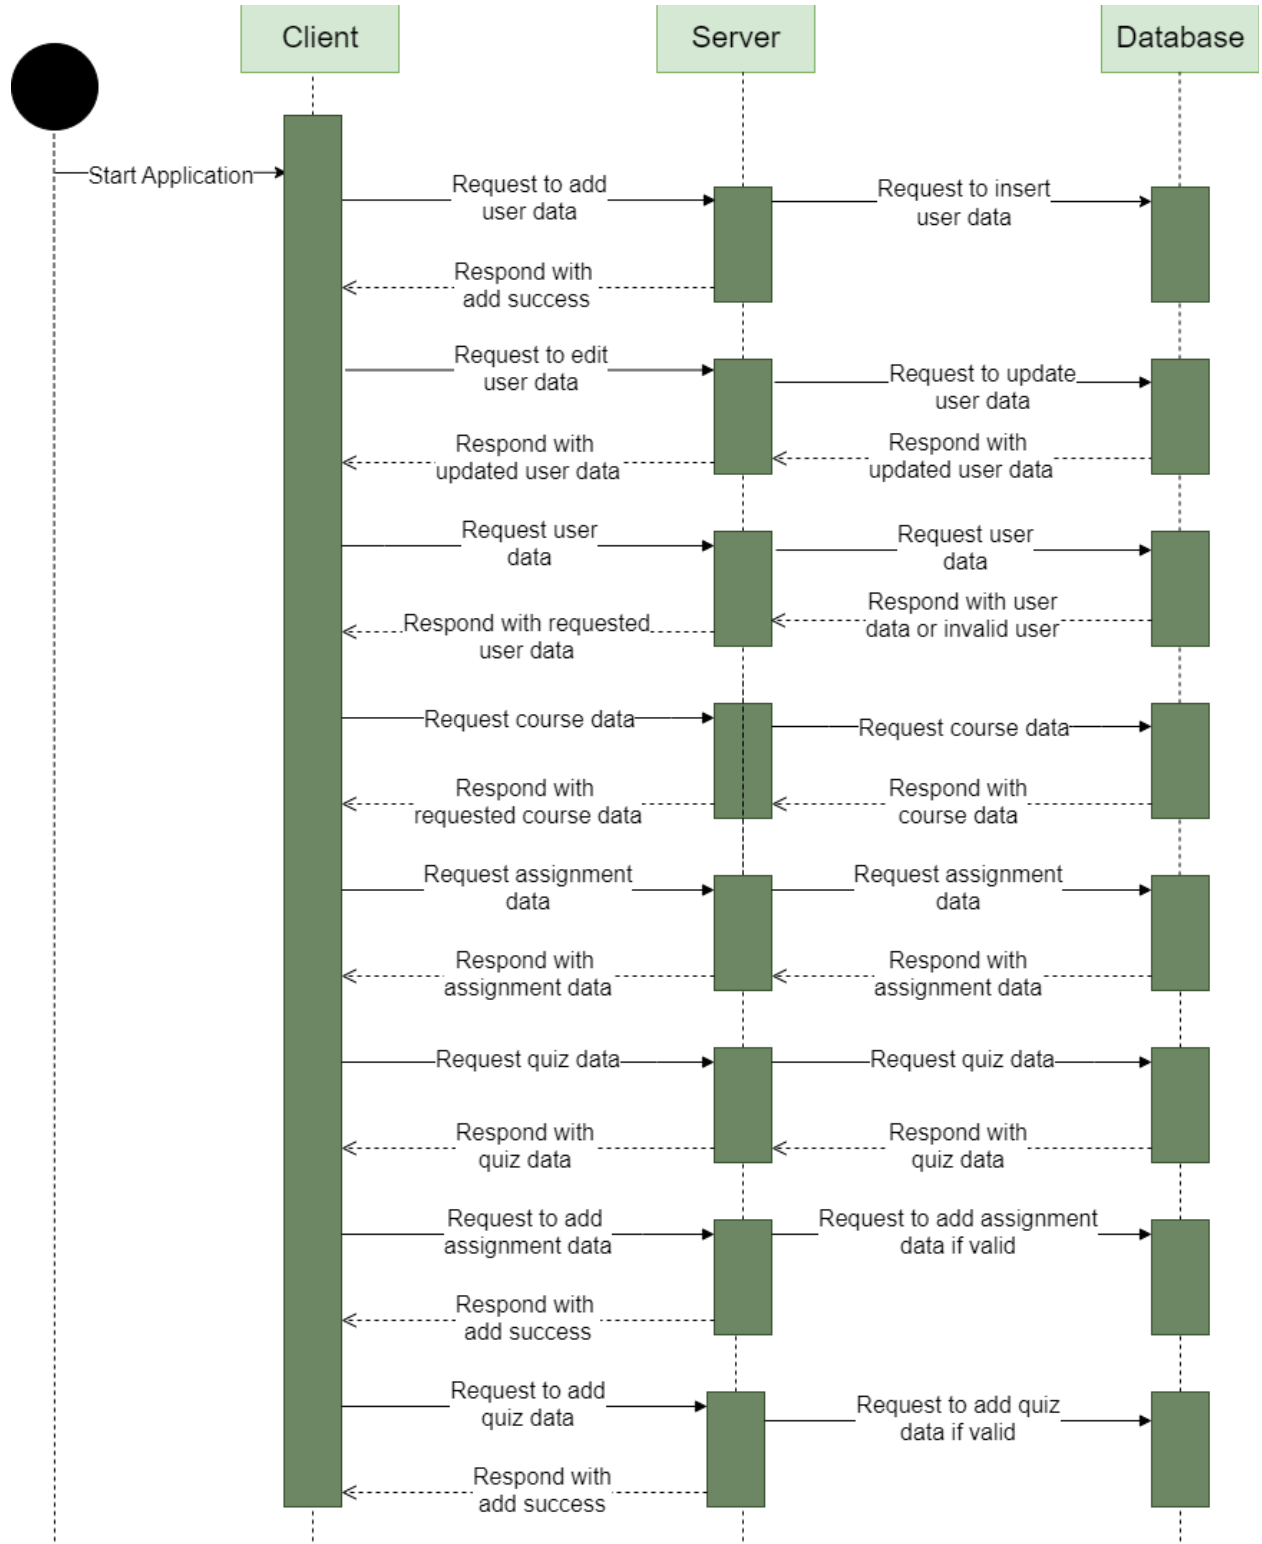 Client
Server
Database
Start Application
Request to add
user data
Request to insert
user data
Respond with
add success
Request to edit
user data
Request to update
user data
Respond with
updated user data
Respond with
updated user data
Request user
data
Request user
data
Respond with requested
user data
Respond with user
data or invalid user
Request course data
Request course data
Respond with
requested course data
Respond with
course data
Request assignment
data
Request assignment
data
Respond with
assignment data
Respond with
assignment data
Request quiz data
Request quiz data
Respond with
quiz data
Respond with
quiz data
Request to add
assignment data
Request to add assignment
data if valid
Respond with
add success
Request to add
quiz data
Request to add quiz
data if valid
Respond with
add success